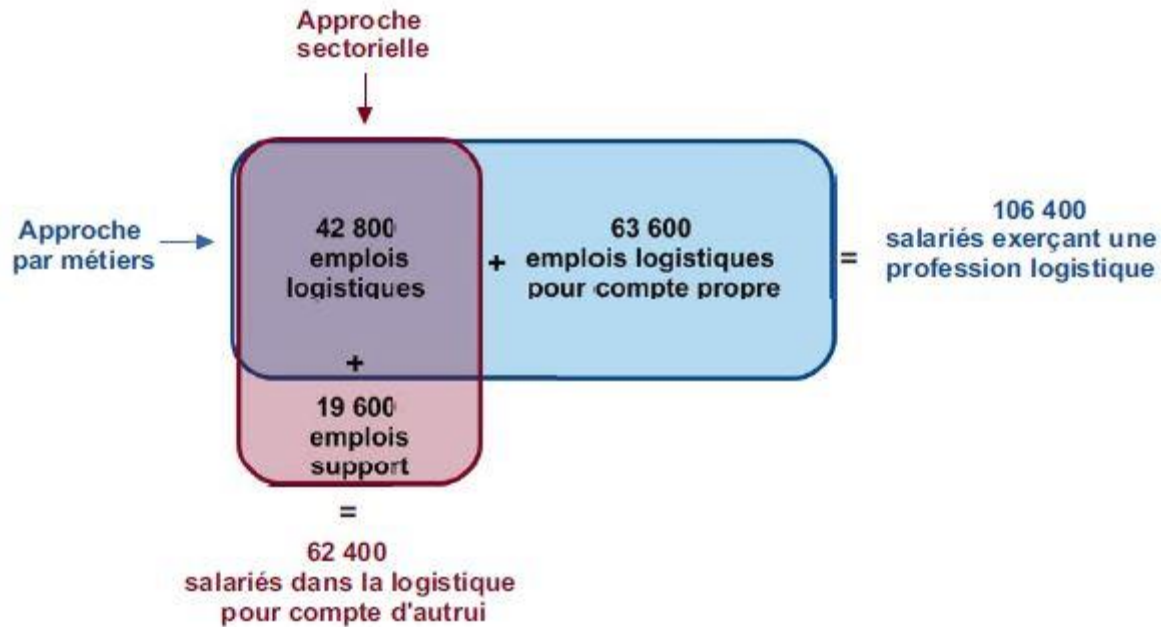 Approche
sectorielle
Approche
par métiers
42 800
emplois
logistiques
+
63 600
emplois logistiques
pour compte propre
=
106 400
salariés exerçant une
profession logistique
+
19 600
emplois
support
=
62 400
salariés dans la logistique
pour compte d'autrui